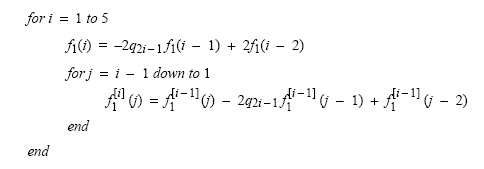 for i = 1 to 5
f₁(i) = −2q₂ᵢ₋₁f₁(i − 1) + 2f₁(i − 2)
for j = i − 1 down to 1
f₁^[i](j) = f₁^[i−1](j) − 2q₂ᵢ₋₁f₁^[i−1](j − 1) + f₁^[i−1](j − 2)
end
end